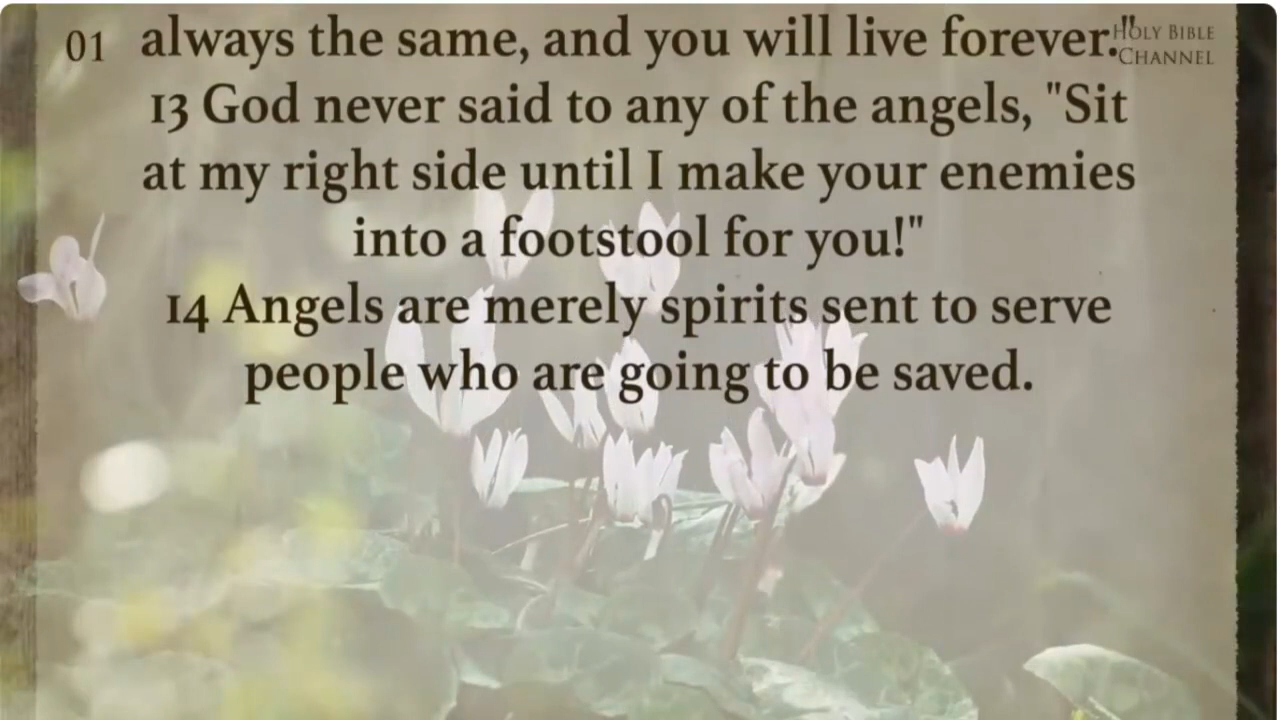 01
always the same, and you will live forever."
HOLY BIBLE
CHANNEL
13 God never said to any of the angels, "Sit
at my right side until I make your enemies
into a footstool for you!"
14 Angels are merely spirits sent to serve
people who are going to be saved.